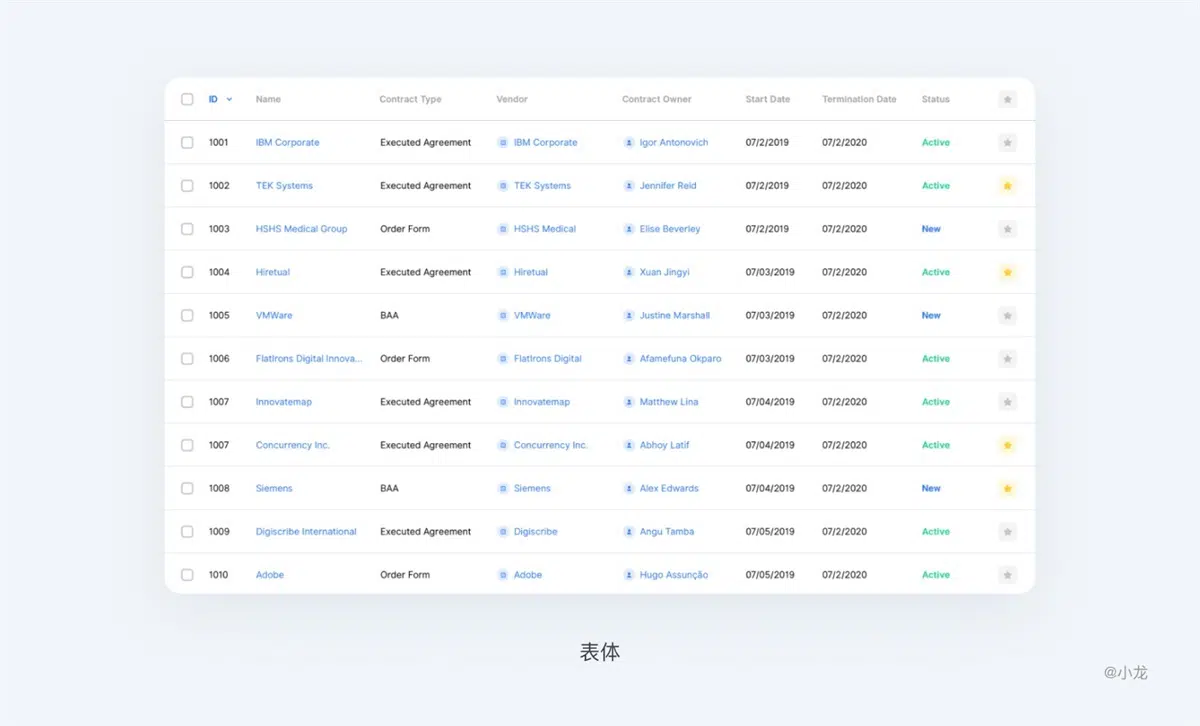 ID Name Contract Type Vendor Contract Owner Start Date Termination Date Status
1001 IBM Corporate Executed Agreement IBM Corporate Igor Antonovich 07/2/2019 07/2/2020 Active
1002 TEK Systems Executed Agreement TEK Systems Jennifer Reid 07/2/2019 07/2/2020 Active
1003 HSHS Medical Group Order Form HSHS Medical Elise Beverley 07/2/2019 07/2/2020 New
1004 Hiretual Executed Agreement Hiretual Xuan Jingyi 07/03/2019 07/2/2020 Active
1005 VMWare BAA VMWare Justine Marshall 07/03/2019 07/2/2020 New
1006 FlatIrons Digital Innova... Order Form FlatIrons Digital Afamefuna Okparo 07/03/2019 07/2/2020 Active
1007 Innovatemap Executed Agreement Innovatemap Matthew Lina 07/04/2019 07/2/2020 Active
1007 Concurrency Inc. Executed Agreement Concurrency Inc. Abhoy Latif 07/04/2019 07/2/2020 Active
1008 Siemens BAA Siemens Alex Edwards 07/04/2019 07/2/2020 New
1009 Digiscribe International Executed Agreement Digiscribe Angu Tamba 07/05/2019 07/2/2020 Active
1010 Adobe Order Form Adobe Hugo Assunção 07/05/2019 07/2/2020 Active
表体
@小龙